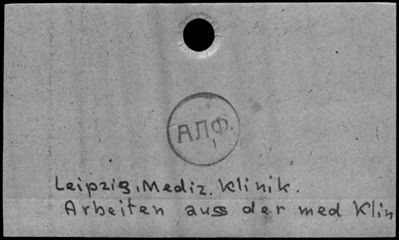 АЛФ.
Leipzig, Mediz. Klinik.
Arbeiten aus der med Klin